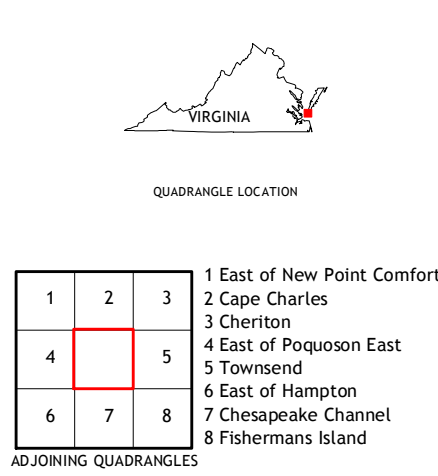 VIRGINIA
QUADRANGLE LOCATION
1 2 3
4 5
6 7 8
ADJOINING QUADRANGLES
1 East of New Point Comfort
2 Cape Charles
3 Cheriton
4 East of Poquoson East
5 Townsend
6 East of Hampton
7 Chesapeake Channel
8 Fishermans Island